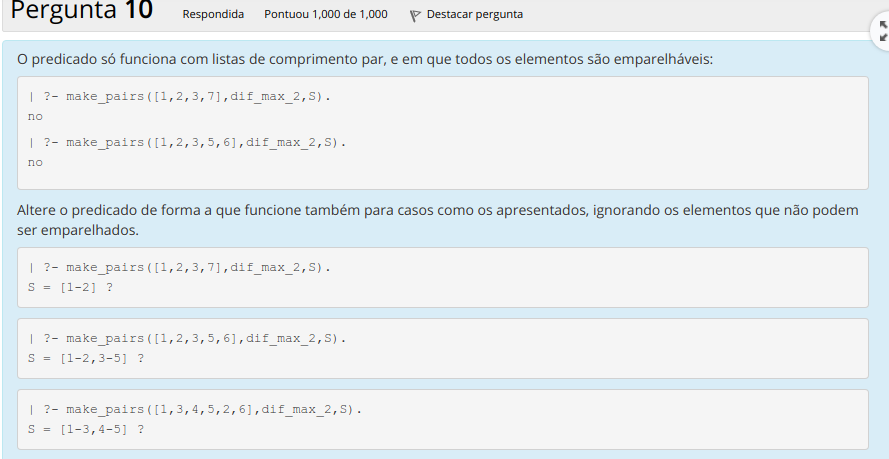 Pergunta 10 Respondida Pontuou 1,000 de 1,000 Destacar pergunta
O predicado só funciona com listas de comprimento par, e em que todos os elementos são emparelháveis:
| ?- make_pairs([1,2,3,7],dif_max_2,S).
no
| ?- make_pairs([1,2,3,5,6],dif_max_2,S).
no
Altere o predicado de forma a que funcione também para casos como os apresentados, ignorando os elementos que não podem
ser emparelhados.
| ?- make_pairs([1,2,3,7],dif_max_2,S).
S = [1-2] ?
| ?- make_pairs([1,2,3,5,6],dif_max_2,S).
S = [1-2,3-5] ?
| ?- make_pairs([1,3,4,5,2,6],dif_max_2,S).
S = [1-3,4-5] ?